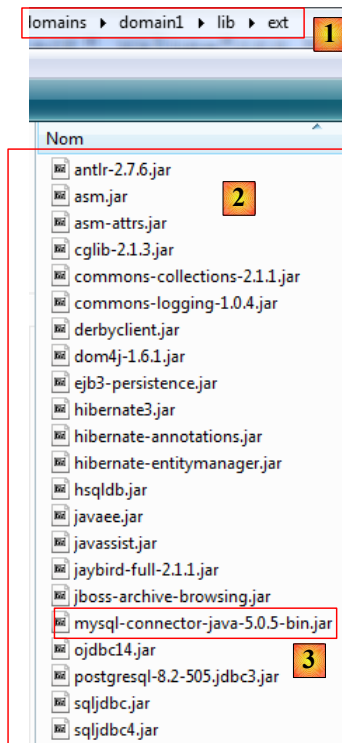 lomains ▸ domain1 ▸ lib ▸ ext
1
Nom
antlr-2.7.6.jar
2
asm.jar
asm-attrs.jar
cglib-2.1.3.jar
commons-collections-2.1.1.jar
commons-logging-1.0.4.jar
derbyclient.jar
dom4j-1.6.1.jar
ejb3-persistence.jar
hibernate3.jar
hibernate-annotations.jar
hibernate-entitymanager.jar
hsqldb.jar
javaee.jar
javassist.jar
jaybird-full-2.1.1.jar
jboss-archive-browsing.jar
mysql-connector-java-5.0.5-bin.jar
ojdbc14.jar
3
postgresql-8.2-505.jdbc3.jar
sqljdbc.jar
sqljdbc4.jar